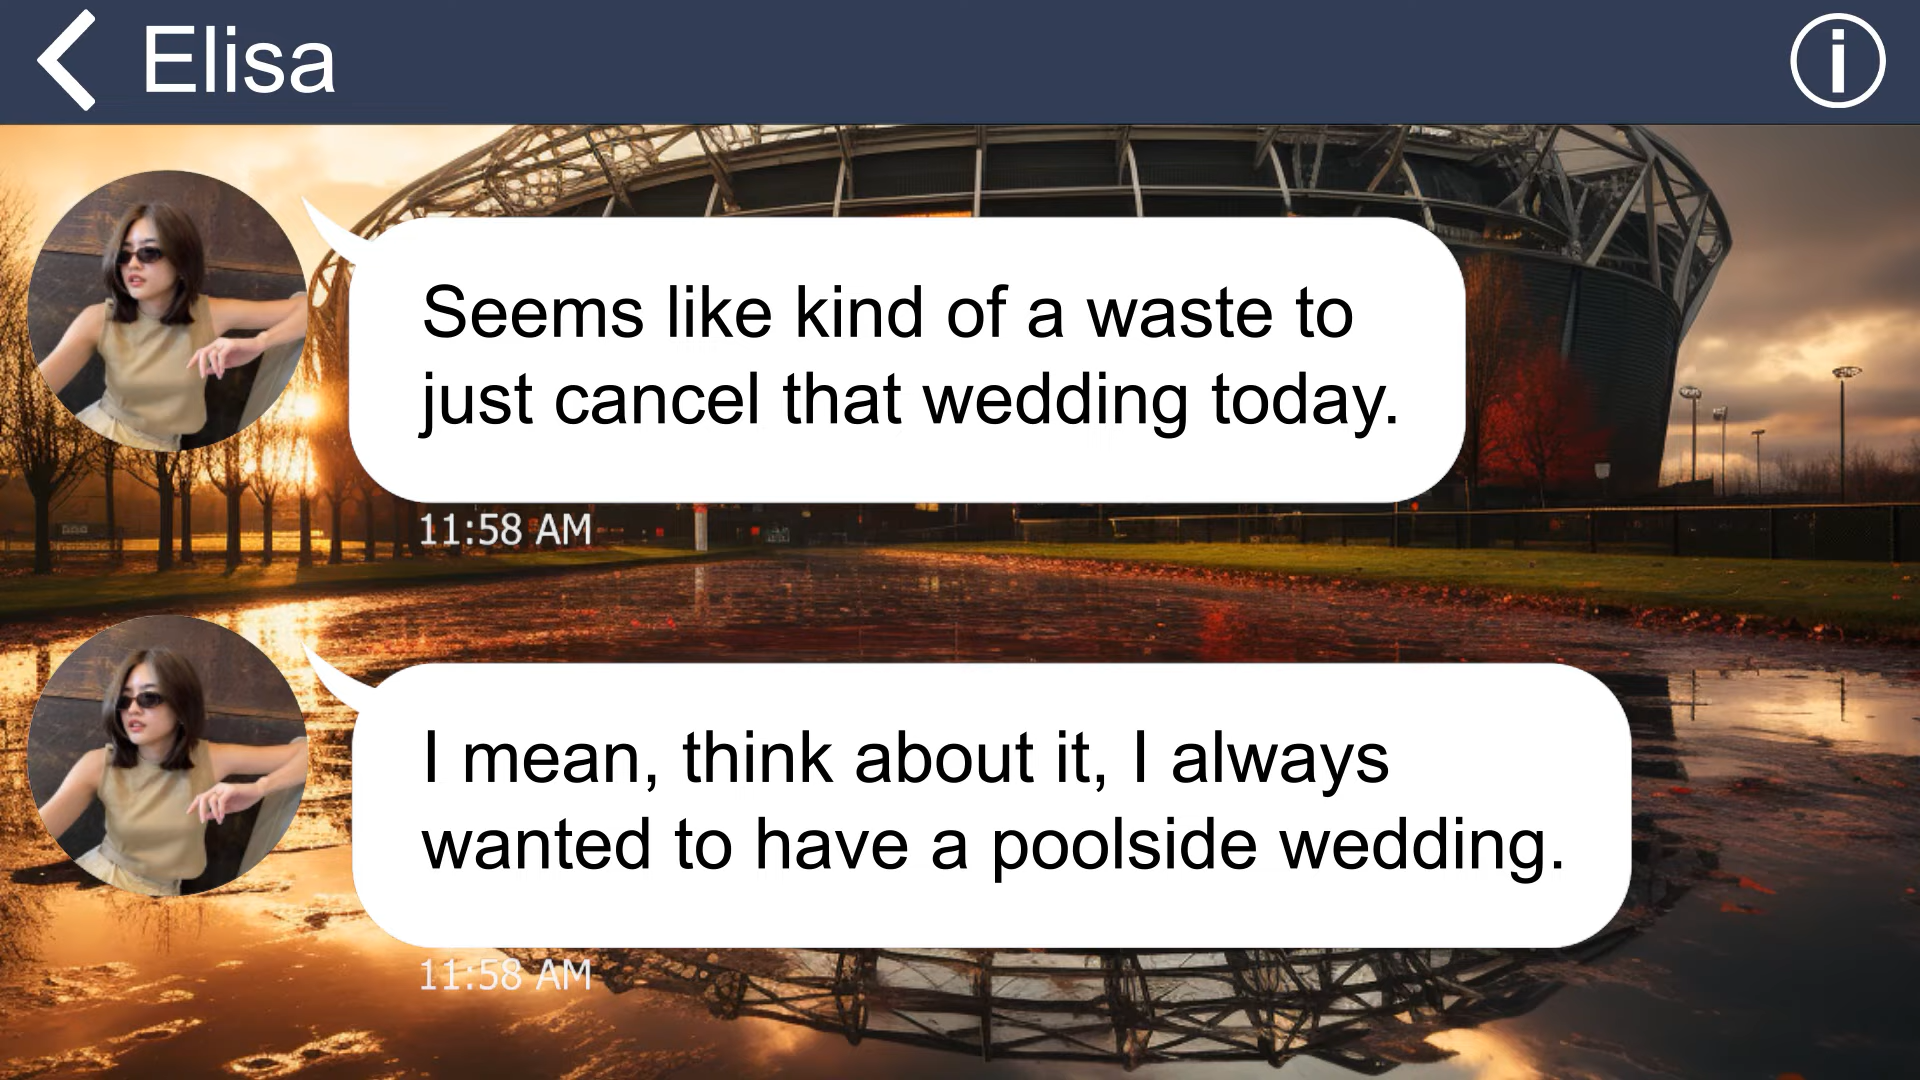 Elisa
Seems like kind of a waste to
just cancel that wedding today.
11:58 AM
I mean, think about it, I always
wanted to have a poolside wedding.
11:58 AM